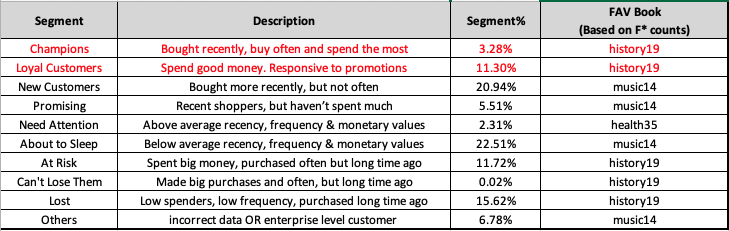 Segment Description Segment% FAV Book
(Based on F* counts)
Champions Bought recently, buy often and spend the most 3.28% history19
Loyal Customers Spend good money. Responsive to promotions 11.30% history19
New Customers Bought more recently, but not often 20.94% music14
Promising Recent shoppers, but haven't spent much 5.51% music14
Need Attention Above average recency, frequency & monetary values 2.31% health35
About to Sleep Below average recency, frequency & monetary values 22.51% music14
At Risk Spent big money, purchased often but long time ago 11.72% history19
Can't Lose Them Made big purchases and often, but long time ago 0.02% history19
Lost Low spenders, low frequency, purchased long time ago 15.62% history19
Others incorrect data OR enterprise level customer 6.78% music14